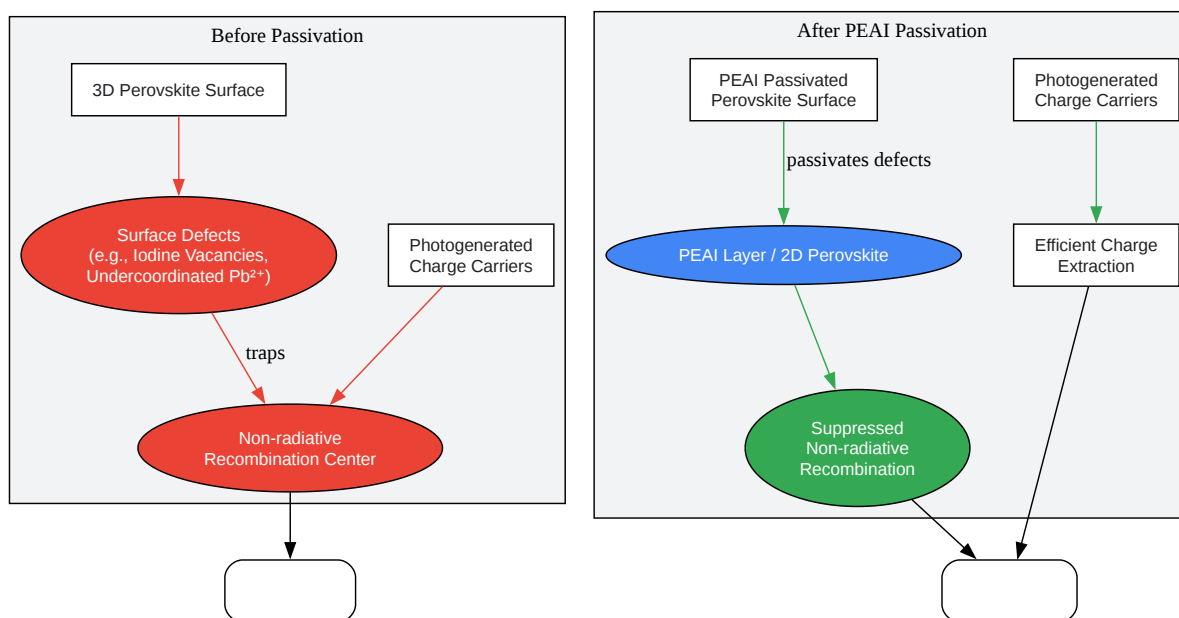 Before Passivation
3D Perovskite Surface
Surface Defects
(e.g., Iodine Vacancies,
Undercoordinated Pb²⁺)
Photogenerated
Charge Carriers
traps
Non-radiative
Recombination Center
After PEAI Passivation
PEAI Passivated
Perovskite Surface
Photogenerated
Charge Carriers
passivates defects
PEAI Layer / 2D Perovskite
Efficient Charge
Extraction
Suppressed
Non-radiative
Recombination